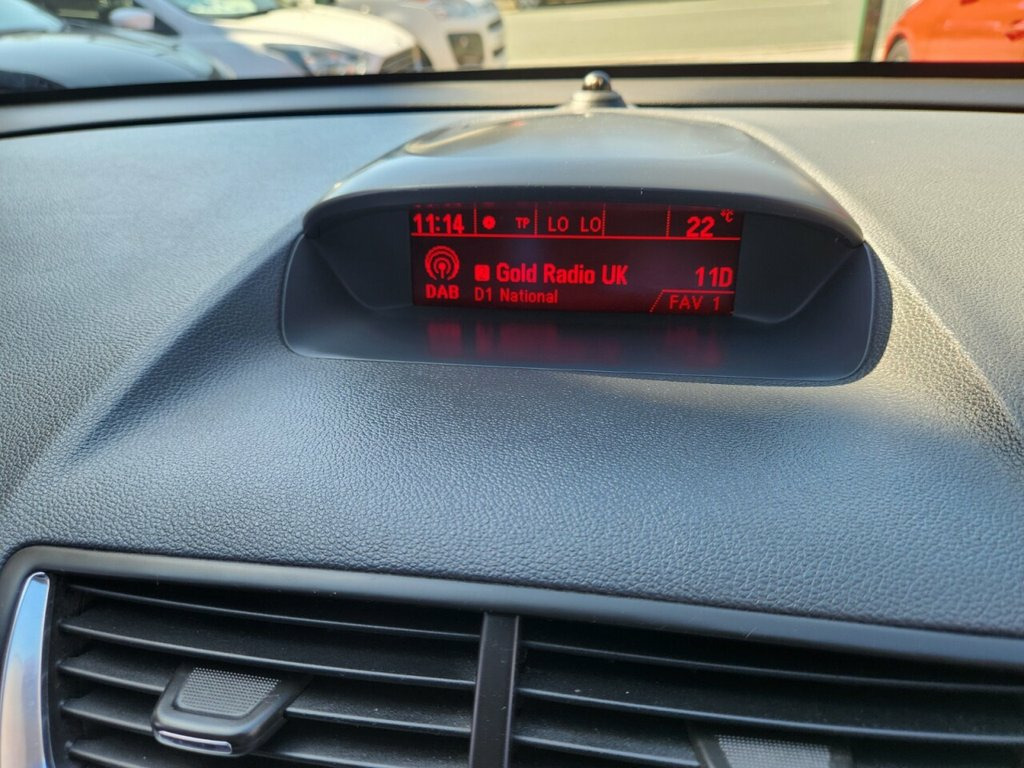 11:14 TP LO LO 22 °C
Gold Radio UK 11D
DAB D1 National FAV 1